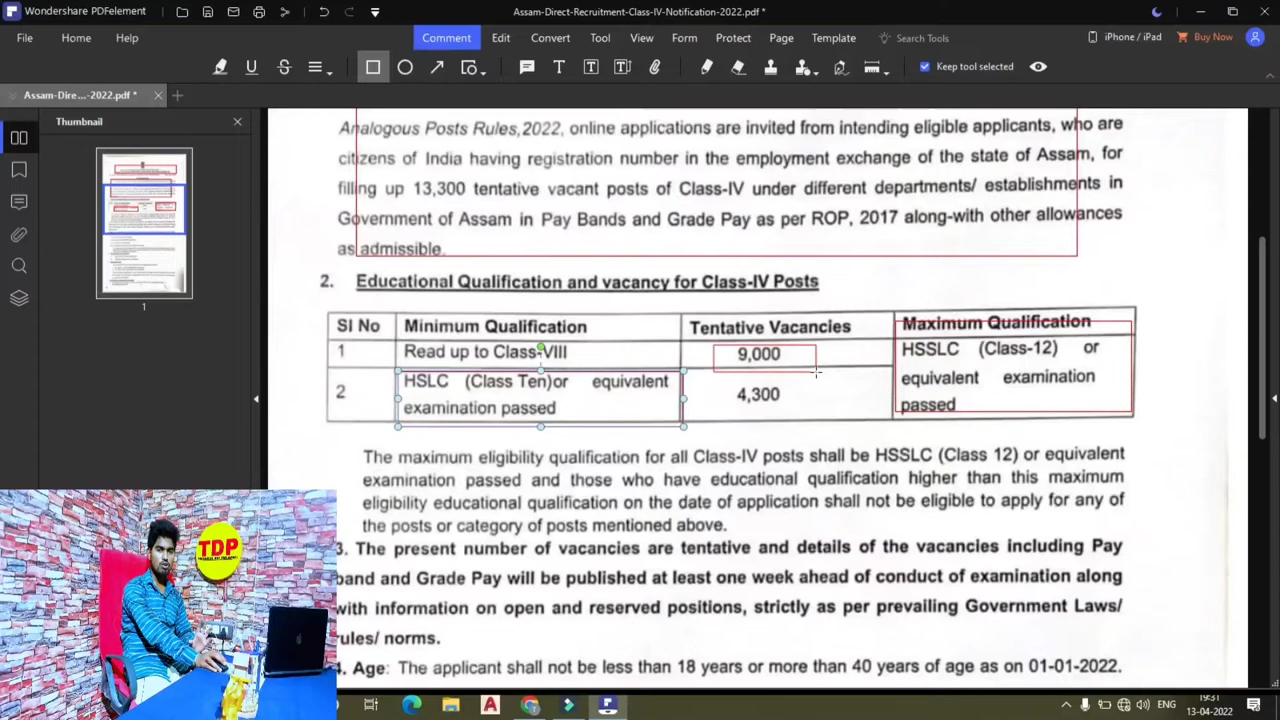 Wondershare PDFelement
Assam-Direct-Recruitment-Class-IV-Notification-2022.pdf *
File Home Help Comment Edit Convert Tool View Form Protect Page Template Search Tools iPhone / iPad Buy Now
Keep tool selected
Assam-Dire...-2022.pdf *
Thumbnail
1
Analogous Posts Rules,2022, online applications are invited from intending eligible applicants, who are
citizens of India having registration number in the employment exchange of the state of Assam, for
filling up 13,300 tentative vacant posts of Class-IV under different departments/ establishments in
Government of Assam in Pay Bands and Grade Pay as per ROP, 2017 along-with other allowances
as admissible.
2. Educational Qualification and vacancy for Class-IV Posts
Sl No Minimum Qualification Tentative Vacancies Maximum Qualification
1 Read up to Class-VIII 9,000 HSSLC (Class-12) or
equivalent examination
passed
2 HSLC (Class Ten)or equivalent
examination passed 4,300
The maximum eligibility qualification for all Class-IV posts shall be HSSLC (Class 12) or equivalent
examination passed and those who have educational qualification higher than this maximum
eligibility educational qualification on the date of application shall not be eligible to apply for any of
the posts or category of posts mentioned above.
3. The present number of vacancies are tentative and details of the vacancies including Pay
band and Grade Pay will be published at least one week ahead of conduct of examination along
with information on open and reserved positions, strictly as per prevailing Government Laws/
rules/ norms.
4. Age: The applicant shall not be less than 18 years or more than 40 years of age as on 01-01-2022.
TDP
ENG
19:31
13-04-2022